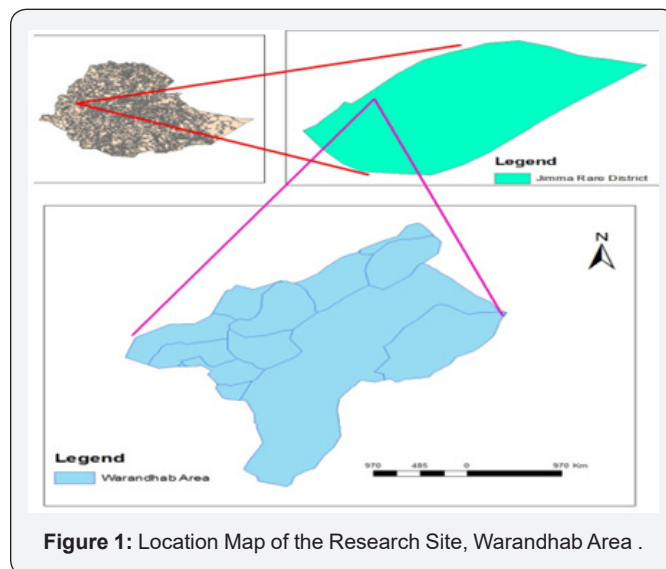 Legend
Jimma Rare District
N
Legend
Warandhab Area
970 485 0 970 Km
Figure 1: Location Map of the Research Site, Warandhab Area .